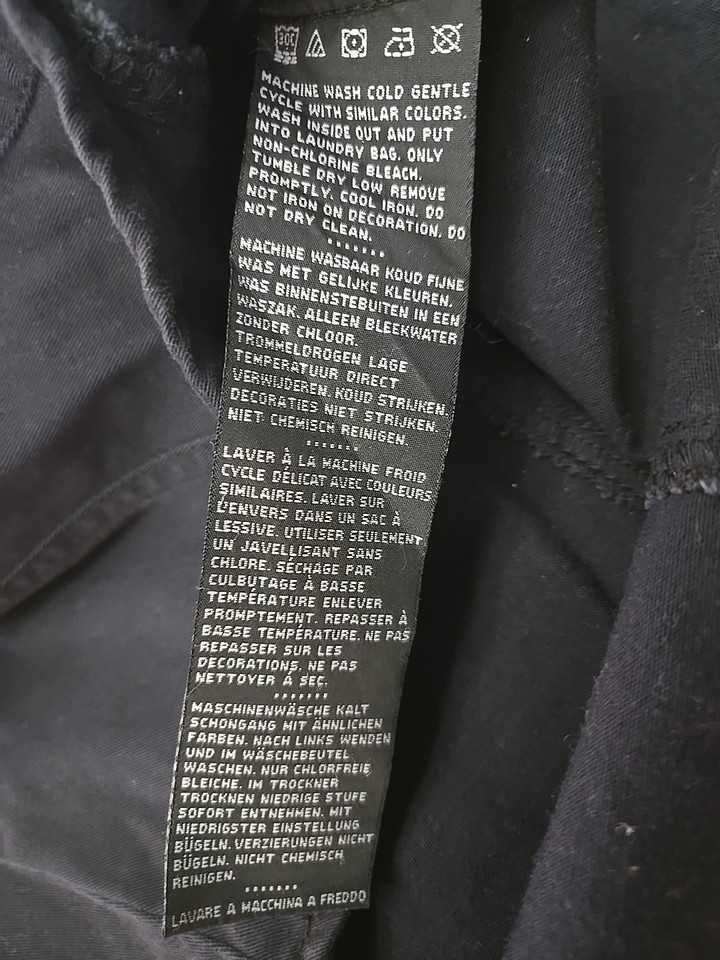 30C
MACHINE WASH COLD GENTLE
CYCLE WITH SIMILAR COLORS.
WASH INSIDE OUT AND PUT
INTO LAUNDRY BAG. ONLY
NON-CHLORINE BLEACH.
TUMBLE DRY LOW REMOVE
PROMPTLY. COOL IRON. DO
NOT IRON ON DECORATION. DO
NOT DRY CLEAN.
MACHINE WASBAAR KOUD FIJNE
WAS MET GELIJKE KLEUREN.
WAS BINNENSTEBUITEN IN EEN
WASZAK. ALLEEN BLEEKWATER
ZONDER CHLOOR.
TROMMELDROGEN LAGE
TEMPERATUUR DIRECT
VERWIJDEREN. KOUD STRIJKEN.
DECORATIES NIET STRIJKEN.
NIET CHEMISCH REINIGEN.
LAVER À LA MACHINE FROID
CYCLE DÉLICAT AVEC COULEURS
SIMILAIRES. LAVER SUR
L'ENVERS DANS UN SAC À
LESSIVE. UTILISER SEULEMENT
UN JAVELLISANT SANS
CHLORE. SÉCHAGE PAR
CULBUTAGE À BASSE
TEMPÉRATURE ENLEVER
PROMPTEMENT. REPASSER À
BASSE TEMPÉRATURE. NE PAS
REPASSER SUR LES
DECORATIONS. NE PAS
NETTOYER À SEC.
MASCHINENWÄSCHE KALT
SCHONGANG MIT ÄHNLICHEN
FARBEN. NACH LINKS WENDEN
UND IM WÄSCHEBEUTEL
WASCHEN. NUR CHLORFREIE
BLEICHE. IM TROCKNER
TROCKNEN NIEDRIGE STUFE
SOFORT ENTNEHMEN. MIT
NIEDRIGSTER EINSTELLUNG
BÜGELN. VERZIERUNGEN NICHT
BÜGELN. NICHT CHEMISCH
REINIGEN.
LAVARE A MACCHINA A FREDDO